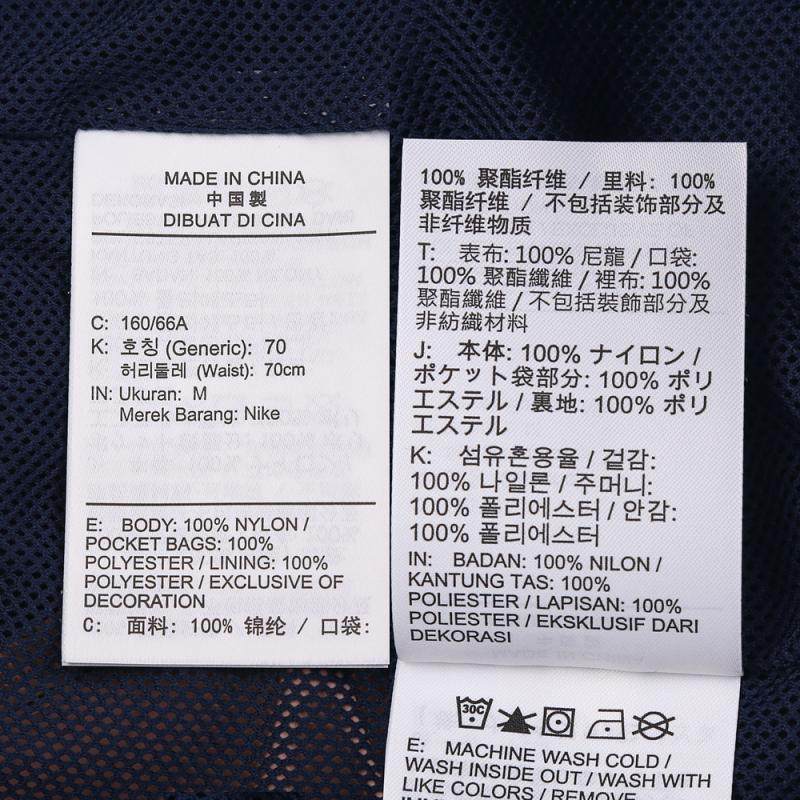 MADE IN CHINA
中国製
DIBUAT DI CINA
C: 160/66A
K: 호칭 (Generic): 70
허리둘레 (Waist): 70cm
IN: Ukuran: M
Merek Barang: Nike
E: BODY: 100% NYLON /
POCKET BAGS: 100%
POLYESTER / LINING: 100%
POLYESTER / EXCLUSIVE OF
DECORATION
C: 面料: 100% 锦纶 / 口袋:
100% 聚酯纤维 / 里料: 100%
聚酯纤维 / 不包括装饰部分及
非纤维物质
T: 表布: 100% 尼龍 / 口袋:
100% 聚酯纖維 / 裡布: 100%
聚酯纖維 / 不包括裝飾部分及
非紡織材料
J: 本体: 100% ナイロン /
ポケット袋部分: 100% ポリ
エステル / 裏地: 100% ポリ
エステル
K: 섬유혼용율 / 겉감:
100% 나일론 / 주머니:
100% 폴리에스터 / 안감:
100% 폴리에스터
IN: BADAN: 100% NILON /
KANTUNG TAS: 100%
POLIESTER / LAPISAN: 100%
POLIESTER / EKSKLUSIF DARI
DEKORASI
30C
E: MACHINE WASH COLD /
WASH INSIDE OUT / WASH WITH
LIKE COLORS / REMOVE